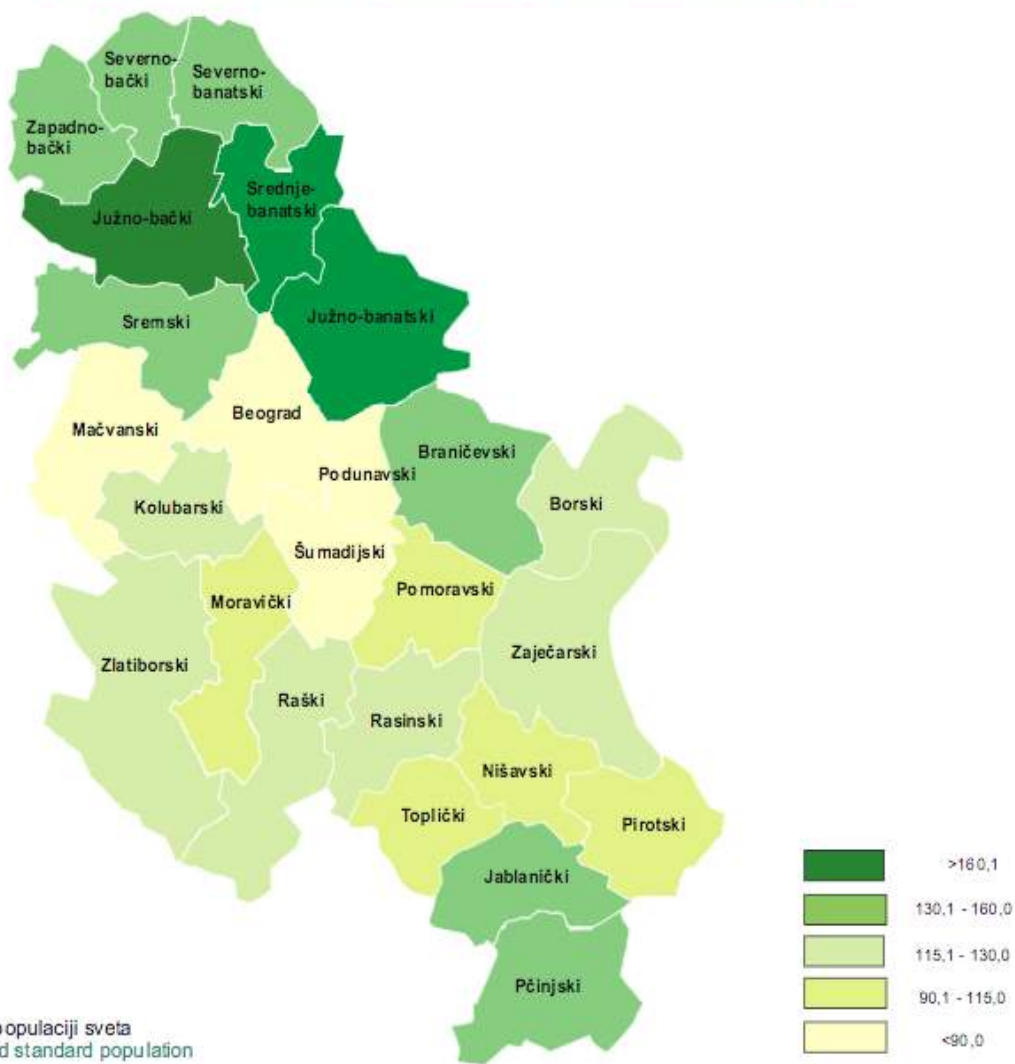 Severno-
bački
Severno-
banatski
Zapadno-
bački
Srednje-
banatski
Južno-bački
Južno-banatski
Sremski
Beograd
Mačvanski
Braničevski
Podunavski
Borski
Kolubarski
Šumadijski
Pomoravski
Moravički
Zaječarski
Zlatiborski
Raški
Rasinski
Nišavski
Toplički
Pirotski
Jablanički
Pčinjski
>160,1
130,1 - 160,0
115,1 - 130,0
90,1 - 115,0
<90,0
populaciji sveta
standard population